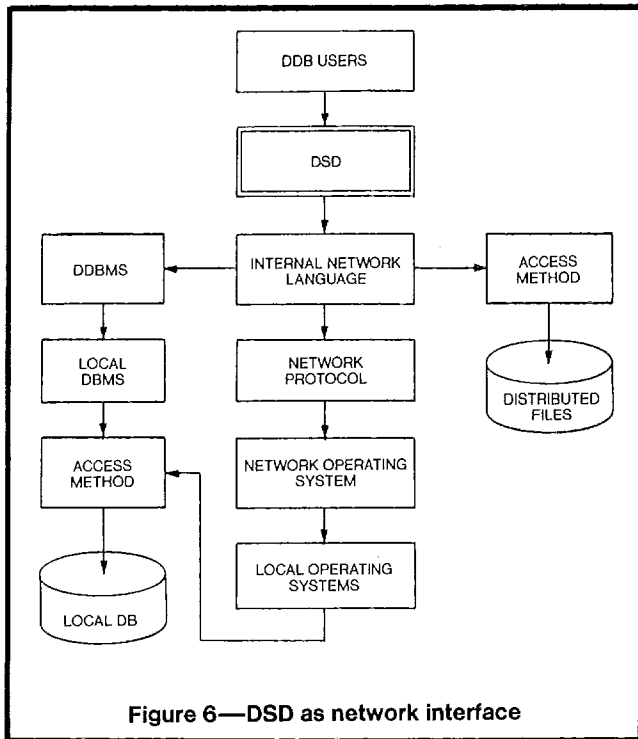 DDB USERS
DSD
DDBMS
INTERNAL NETWORK
LANGUAGE
ACCESS
METHOD
LOCAL
DBMS
NETWORK
PROTOCOL
DISTRIBUTED
FILES
ACCESS
METHOD
NETWORK OPERATING
SYSTEM
LOCAL DB
LOCAL OPERATING
SYSTEMS
Figure 6—DSD as network interface